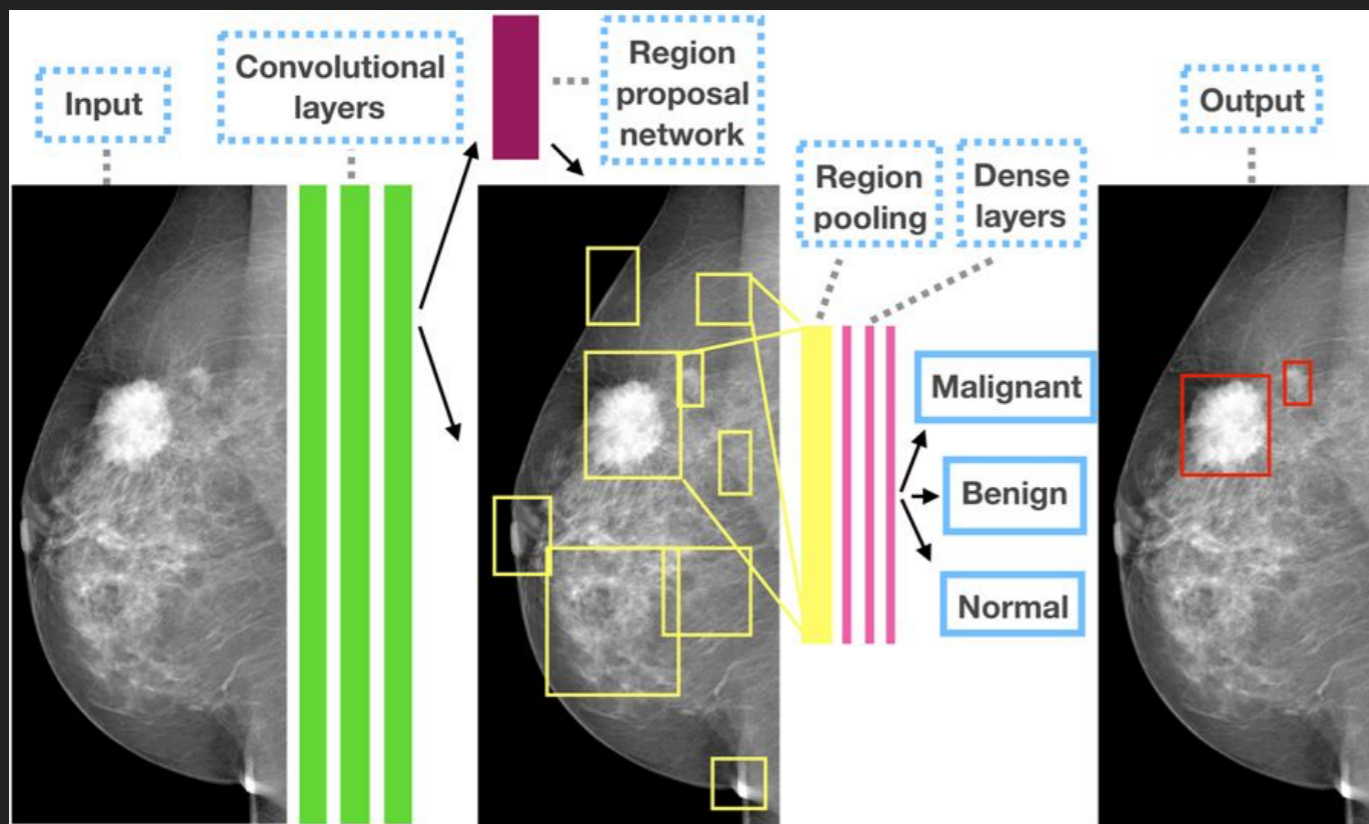 Input
Convolutional
layers
Region
proposal
network
Region
pooling
Dense
layers
Output
Malignant
Benign
Normal